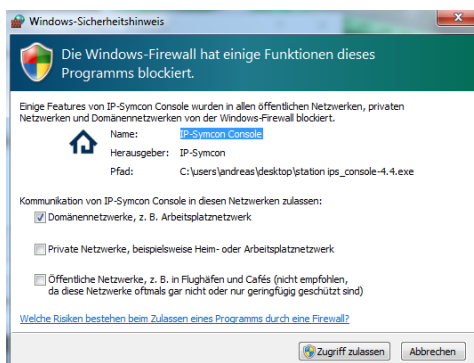 Windows-Sicherheitshinweis
Die Windows-Firewall hat einige Funktionen dieses
Programms blockiert.
Einige Features von IP-Symcon Console wurden in allen öffentlichen Netzwerken, privaten
Netzwerken und Domänennetzwerken von der Windows-Firewall blockiert.
Name: IP-Symcon Console
Herausgeber: IP-Symcon
Pfad: C:\users\andreas\desktop\station ips_console-4.4.exe
Kommunikation von IP-Symcon Console in diesen Netzwerken zulassen:
Domänennetzwerke, z. B. Arbeitsplatznetzwerk
Private Netzwerke, beispielsweise Heim- oder Arbeitsplatznetzwerk
Öffentliche Netzwerke, z. B. in Flughäfen und Cafés (nicht empfohlen,
da diese Netzwerke oftmals gar nicht oder nur geringfügig geschützt sind)
Welche Risiken bestehen beim Zulassen eines Programms durch eine Firewall?
Zugriff zulassen Abbrechen